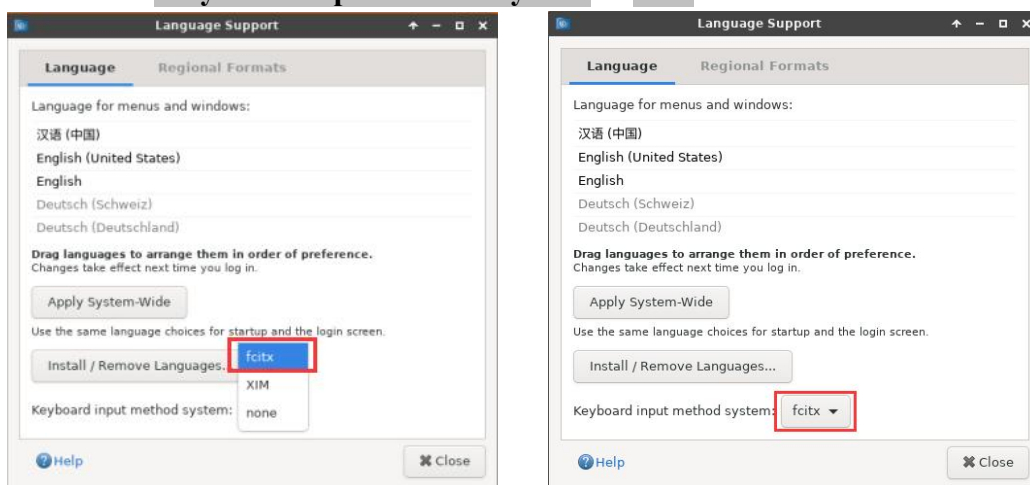 Language Support
Language Regional Formats
Language for menus and windows:
汉语 (中国)
English (United States)
English
Deutsch (Schweiz)
Deutsch (Deutschland)
Drag languages to arrange them in order of preference.
Changes take effect next time you log in.
Apply System-Wide
Use the same language choices for startup and the login screen.
Install / Remove Languages.
fcitx
XIM
Keyboard input method system:
none
Help
Close
Language Support
Language Regional Formats
Language for menus and windows:
汉语 (中国)
English (United States)
English
Deutsch (Schweiz)
Deutsch (Deutschland)
Drag languages to arrange them in order of preference.
Changes take effect next time you log in.
Apply System-Wide
Use the same language choices for startup and the login screen.
Install / Remove Languages...
Keyboard input method system: fcitx
Help
Close